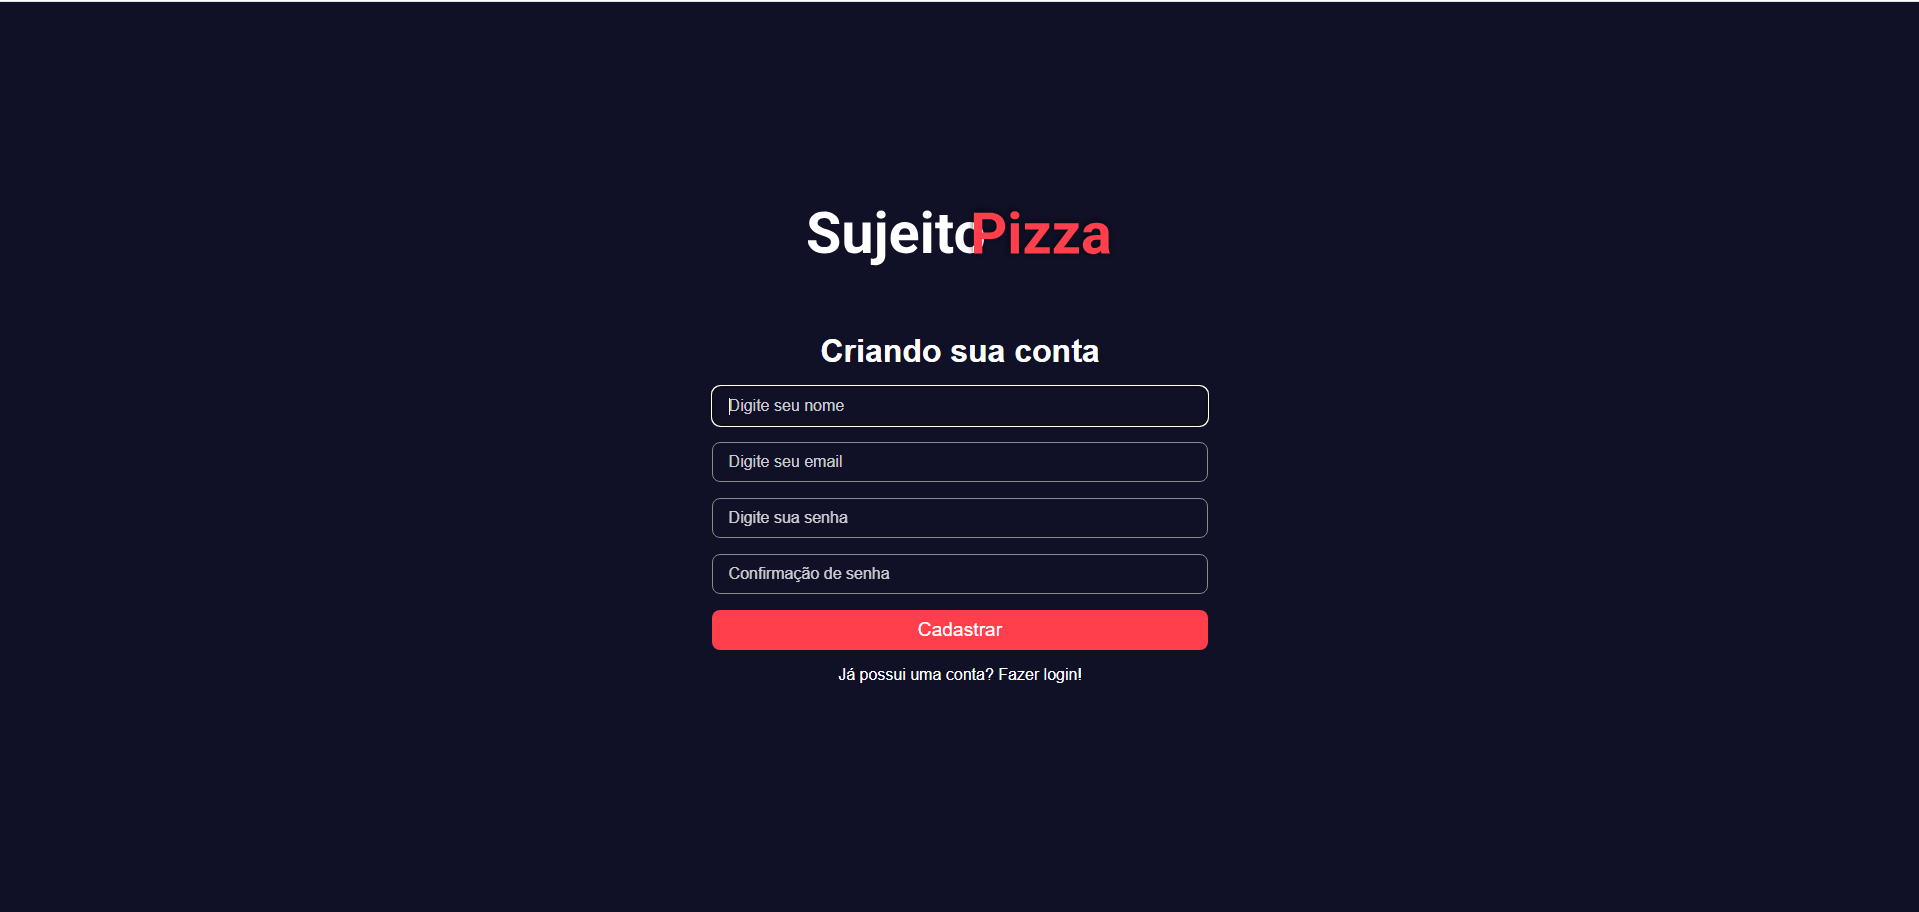 SujeitoPizza
Criando sua conta
Digite seu nome
Digite seu email
Digite sua senha
Confirmação de senha
Cadastrar
Já possui uma conta? Fazer login!